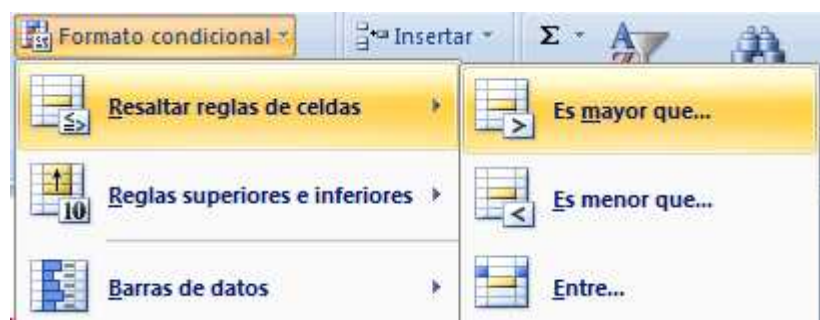 Formato condicional
Insertar
Σ
Resaltar reglas de celdas
Es mayor que...
10
Reglas superiores e inferiores
Es menor que...
Barras de datos
Entre...